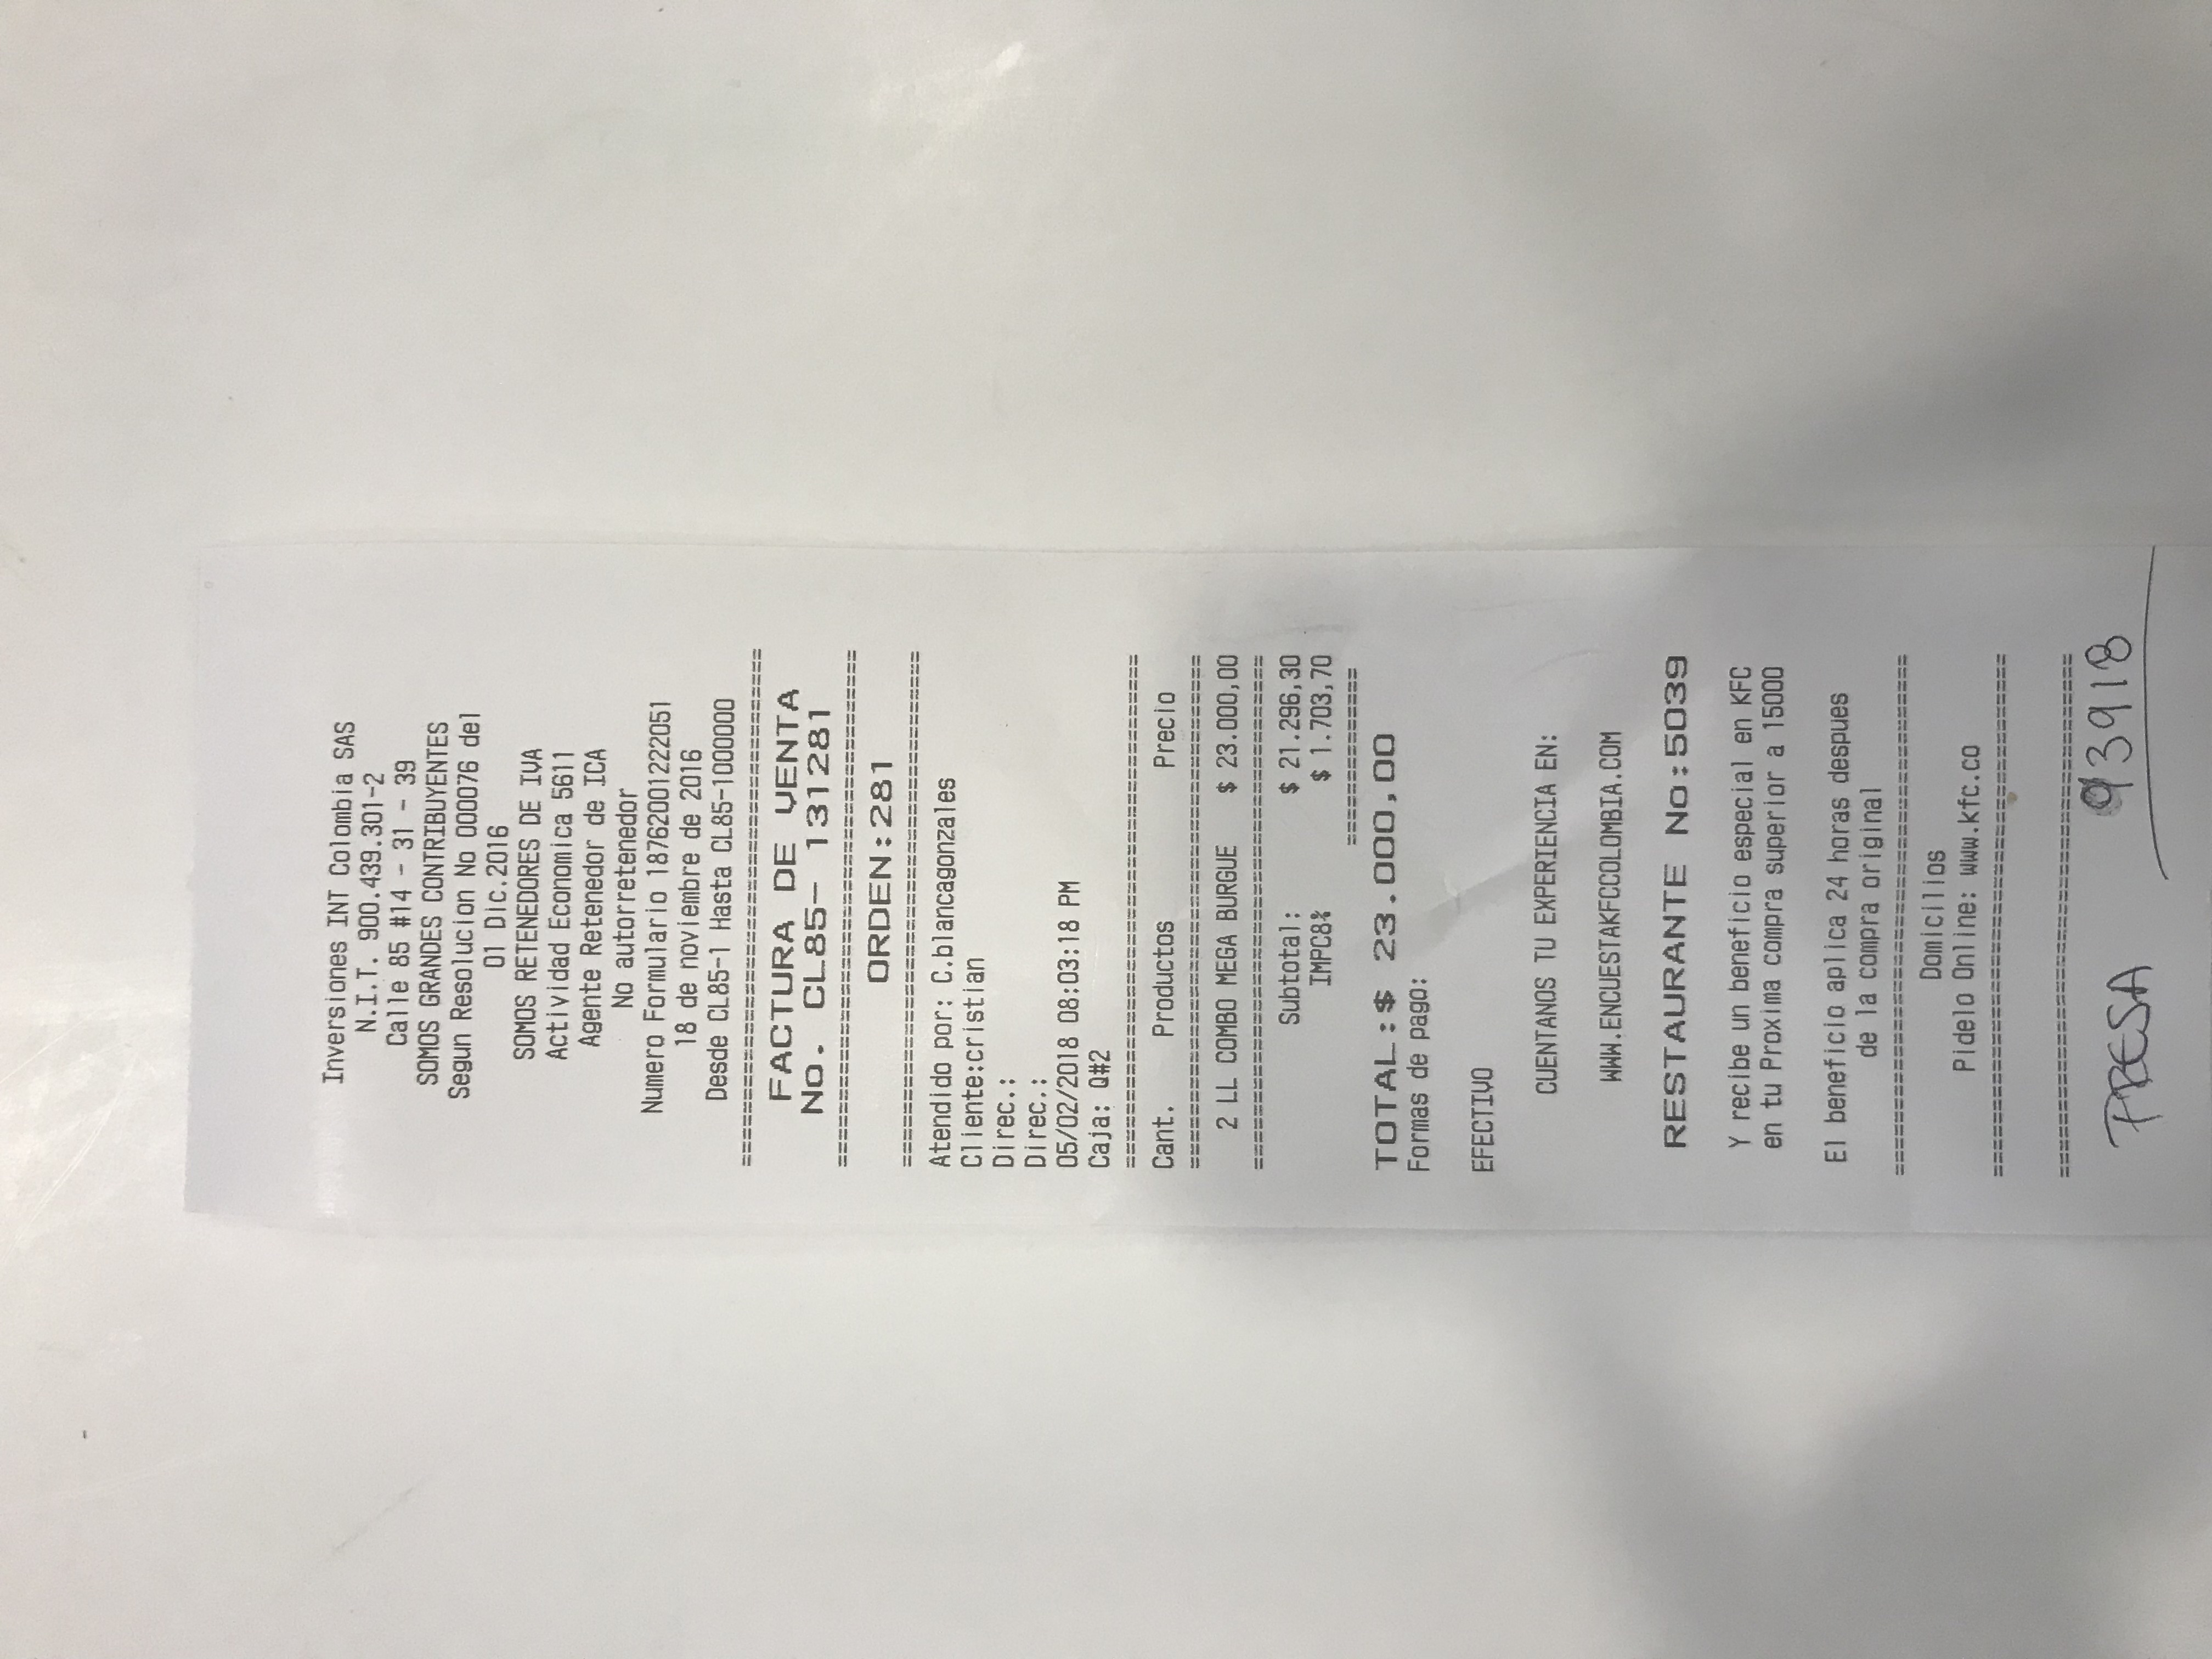 Inversiones INT Colombia SAS
N.I.T. 900.439.301-2
Calle 85 #14 - 31 - 39
SOMOS GRANDES CONTRIBUYENTES
Segun Resolucion No 000076 del
01 Dic.2016
SOMOS RETENEDORES DE IVA
Actividad Economica 5611
Agente Retenedor de ICA
No autorretenedor
Numero Formulario 18762001222051
18 de noviembre de 2016
Desde CL85-1 Hasta CL85-1000000
========================================
FACTURA DE VENTA
No. CL85- 131281
========================================
ORDEN:281
========================================
Atendido por: C.blancagonzales
Cliente:cristian
Direc.:
Direc.:
05/02/2018 08:03:18 PM
Caja: Q#2
========================================
Cant. Productos Precio
========================================
2 LL COMBO MEGA BURGUE $ 23.000,00
========================================
Subtotal: $ 21.296,30
IMPC8% $ 1.703,70
==============
TOTAL:$ 23.000,00
Formas de pago:
EFECTIVO
CUENTANOS TU EXPERIENCIA EN:
WWW.ENCUESTAKFCCOLOMBIA.COM
RESTAURANTE No:5039
Y recibe un beneficio especial en KFC
en tu Proxima compra superior a 15000
El beneficio aplica 24 horas despues
de la compra original
========================================
Domicilios
Pidelo Online: www.kfc.co
========================================
========================================
PRESA 93918